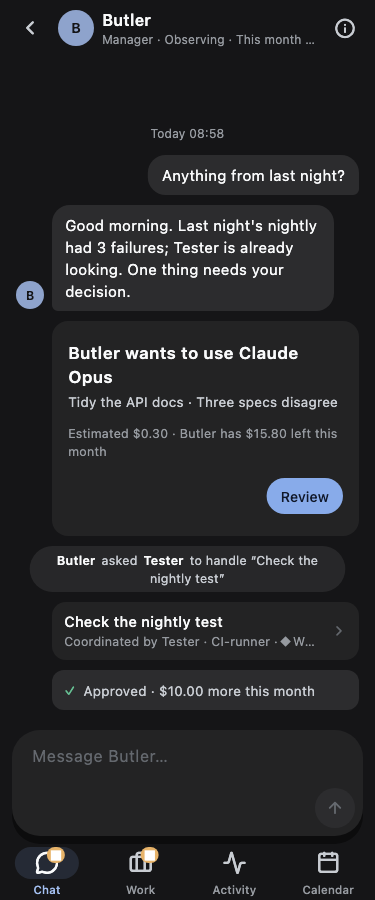 B
Butler
Manager · Observing · This month ...
Today 08:58
Anything from last night?
Good morning. Last night's nightly
had 3 failures; Tester is already
looking. One thing needs your
decision.
B
Butler wants to use Claude
Opus
Tidy the API docs · Three specs disagree
Estimated $0.30 · Butler has $15.80 left this
month
Review
Butler asked Tester to handle "Check the
nightly test"
Check the nightly test
Coordinated by Tester · CI-runner · ◆ W...
✓ Approved · $10.00 more this month
Message Butler...
Chat
Work
Activity
Calendar